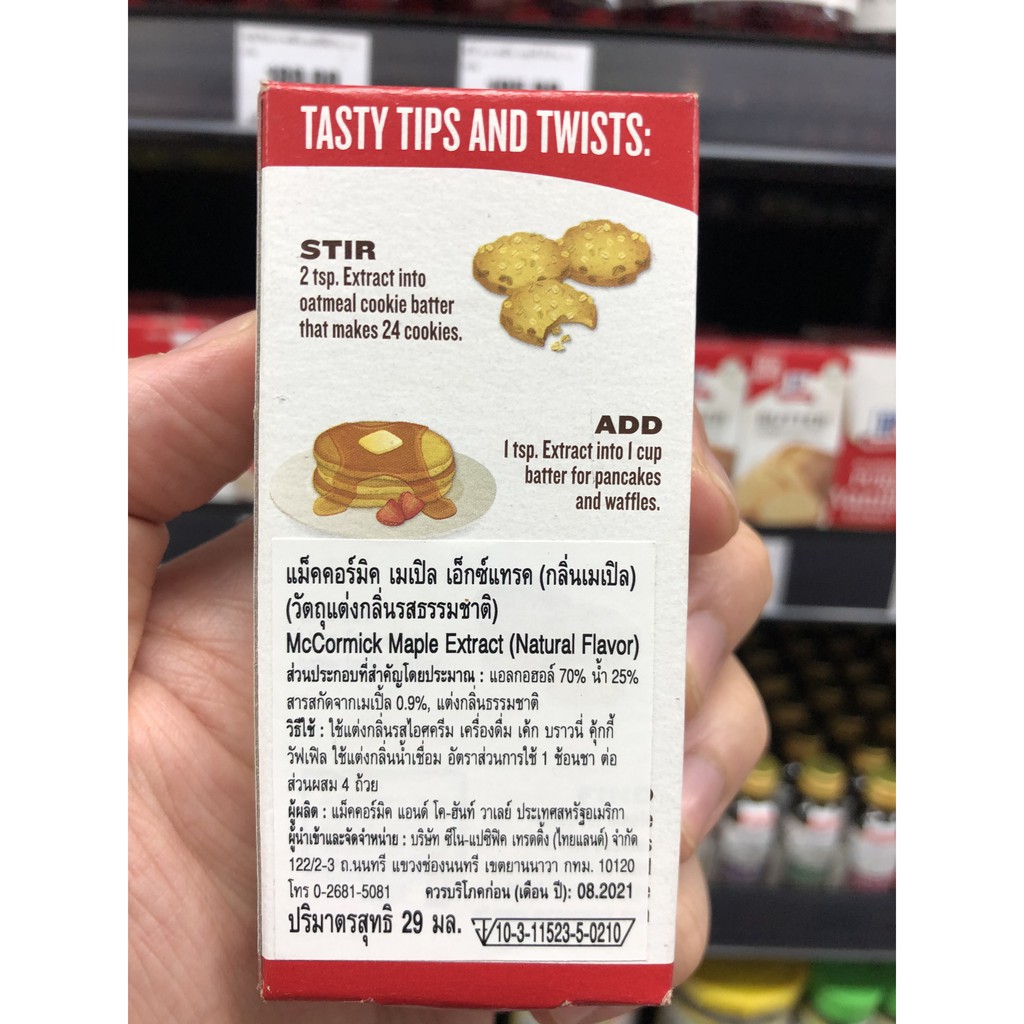 TASTY TIPS AND TWISTS:
STIR
2 tsp. Extract into
oatmeal cookie batter
that makes 24 cookies.
ADD
1 tsp. Extract into 1 cup
batter for pancakes
and waffles.
แม็คคอร์มิค เมเปิล เอ็กซ์แทรค (กลิ่นเมเปิล)
(วัตถุแต่งกลิ่นรสธรรมชาติ)
McCormick Maple Extract (Natural Flavor)
ส่วนประกอบที่สำคัญโดยประมาณ : แอลกอฮอล์ 70% น้ำ 25%
สารสกัดจากเมเปิ้ล 0.9%, แต่งกลิ่นธรรมชาติ
วิธีใช้ : ใช้แต่งกลิ่นรสไอศครีม เครื่องดื่ม เค้ก บราวนี่ คุ้กกี้
วัฟเฟิล ใช้แต่งกลิ่นน้ำเชื่อม อัตราส่วนการใช้ 1 ช้อนชา ต่อ
ส่วนผสม 4 ถ้วย
ผู้ผลิต : แม็คคอร์มิค แอนด์ โค-ฮันท์ วาเลย์ ประเทศสหรัฐอเมริกา
ผู้นำเข้าและจัดจำหน่าย : บริษัท ซีโน-แปซิฟิค เทรดดิ้ง (ไทยแลนด์) จำกัด
122/2-3 ถ.นนทรี แขวงช่องนนทรี เขตยานนาวา กทม. 10120
โทร 0-2681-5081 ควรบริโภคก่อน (เดือน ปี): 08.2021
ปริมาตรสุทธิ 29 มล. 10-3-11523-5-0210